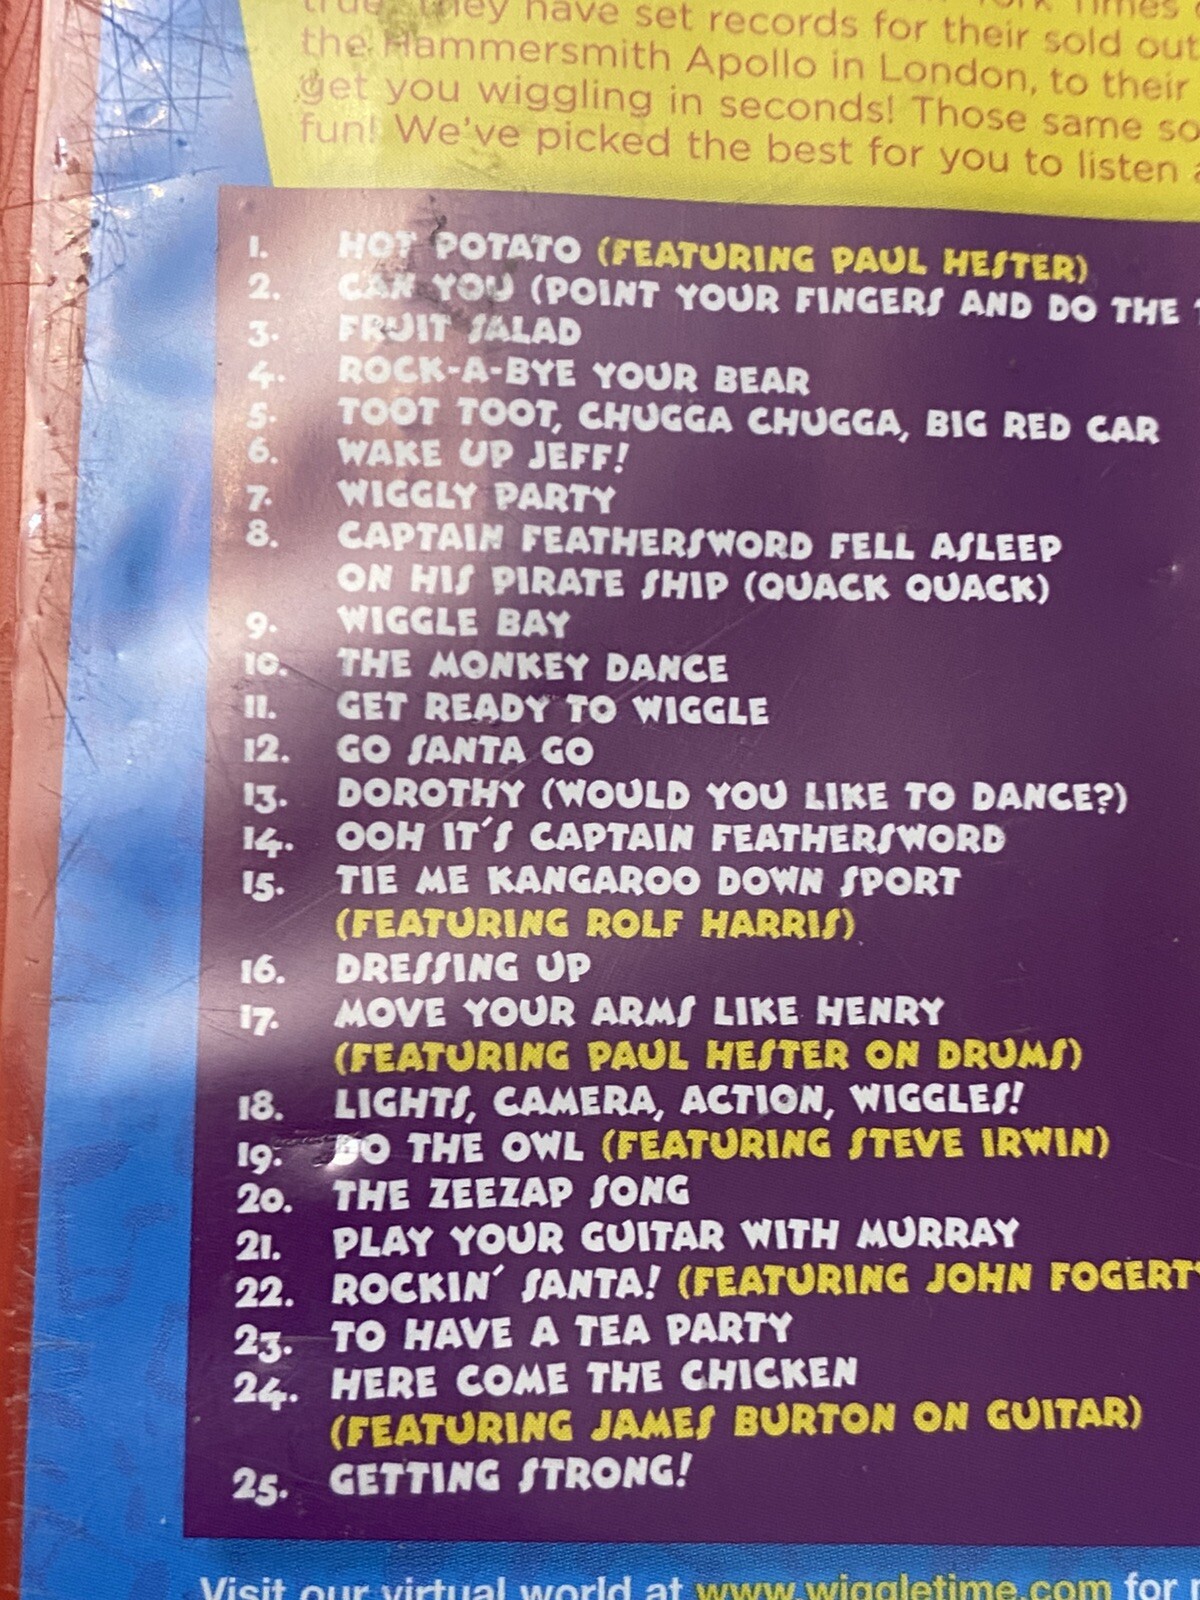 true. They have set records for their sold out
the Hammersmith Apollo in London, to their
get you wiggling in seconds! Those same
fun! We've picked the best for you to listen
1. HOT POTATO (FEATURING PAUL HESTER)
2. CAN YOU (POINT YOUR FINGERS AND DO THE
3. FRUIT SALAD
4. ROCK-A-BYE YOUR BEAR
5. TOOT TOOT, CHUGGA CHUGGA, BIG RED CAR
6. WAKE UP JEFF!
7. WIGGLY PARTY
8. CAPTAIN FEATHERSWORD FELL ASLEEP
ON HIS PIRATE SHIP (QUACK QUACK)
9. WIGGLE BAY
10. THE MONKEY DANCE
11. GET READY TO WIGGLE
12. GO SANTA GO
13. DOROTHY (WOULD YOU LIKE TO DANCE?)
14. OOH IT'S CAPTAIN FEATHERSWORD
15. TIE ME KANGAROO DOWN SPORT
(FEATURING ROLF HARRIS)
16. DRESSING UP
17. MOVE YOUR ARMS LIKE HENRY
(FEATURING PAUL HESTER ON DRUMS)
18. LIGHTS, CAMERA, ACTION, WIGGLES!
19. DO THE OWL (FEATURING STEVE IRWIN)
20. THE ZEEZAP SONG
21. PLAY YOUR GUITAR WITH MURRAY
22. ROCKIN' SANTA! (FEATURING JOHN FOGERTY
23. TO HAVE A TEA PARTY
24. HERE COME THE CHICKEN
(FEATURING JAMES BURTON ON GUITAR)
25. GETTING STRONG!
Visit our virtual world at www.wiggletime.com for